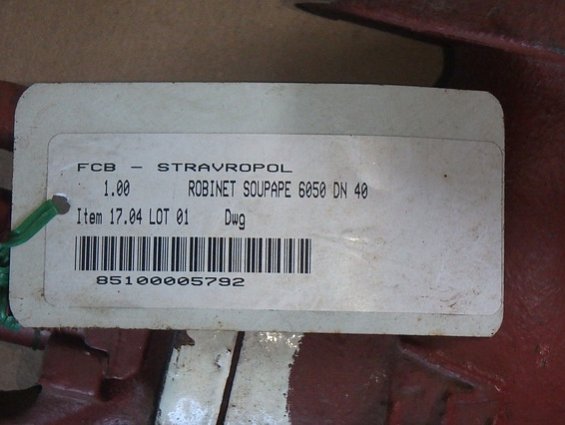 FCB - STRAVROPOL
1.00 ROBINET SOUPAPE 6050 DN 40
Item 17.04 LOT 01 Dwg
85100005792